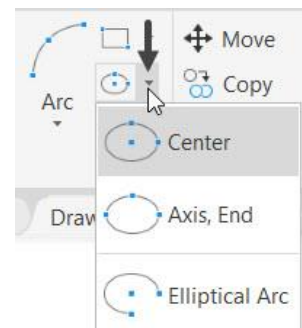 Move
Copy
Arc
Center
Draw
Axis, End
Elliptical Arc